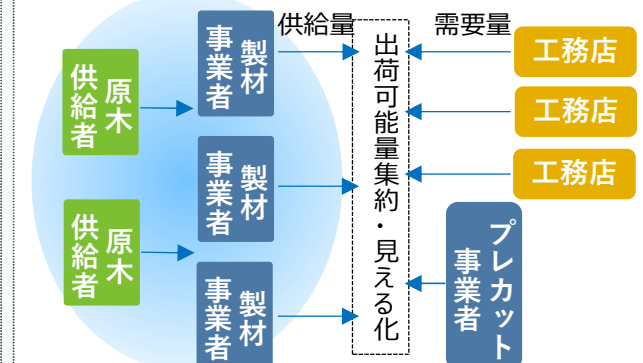 供給量
需要量
原木
供給者
製材
事業者
出荷可能量集約・見える化
工務店
工務店
製材
事業者
工務店
原木
供給者
プレカット
事業者
製材
事業者